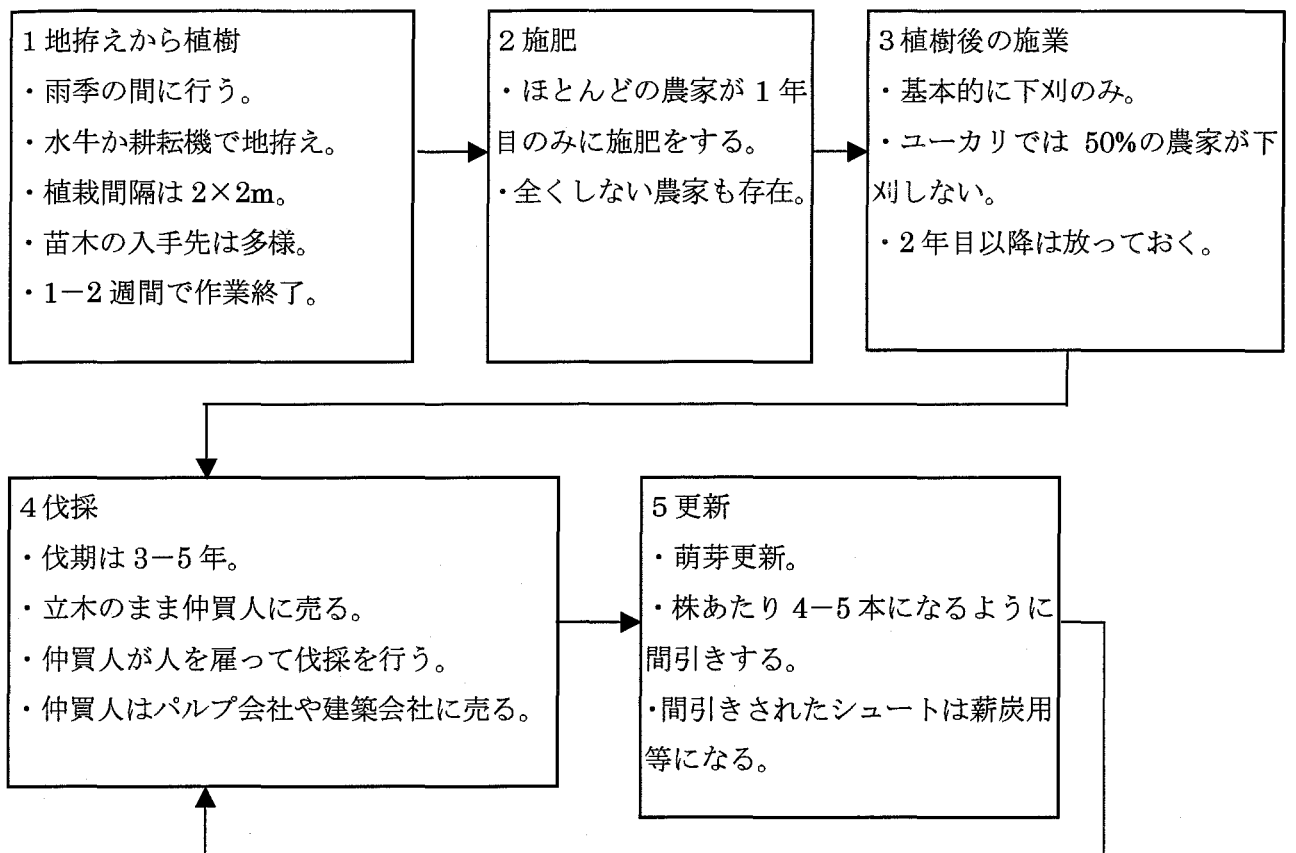 1地拵えから植樹
・雨季の間に行う。
・水牛か耕耘機で地拵え。
・植栽間隔は 2×2m。
・苗木の入手先は多様。
・1－2 週間で作業終了。
2施肥
・ほとんどの農家が 1 年
目のみに施肥をする。
・全くしない農家も存在。
3植樹後の施業
・基本的に下刈のみ。
・ユーカリでは 50%の農家が下
刈しない。
・2 年目以降は放っておく。
4伐採
・伐期は 3－5 年。
・立木のまま仲買人に売る。
・仲買人が人を雇って伐採を行う。
・仲買人はパルプ会社や建築会社に売る。
5更新
・萌芽更新。
・株あたり 4－5 本になるように
間引きする。
・間引きされたシュートは薪炭用
等になる。